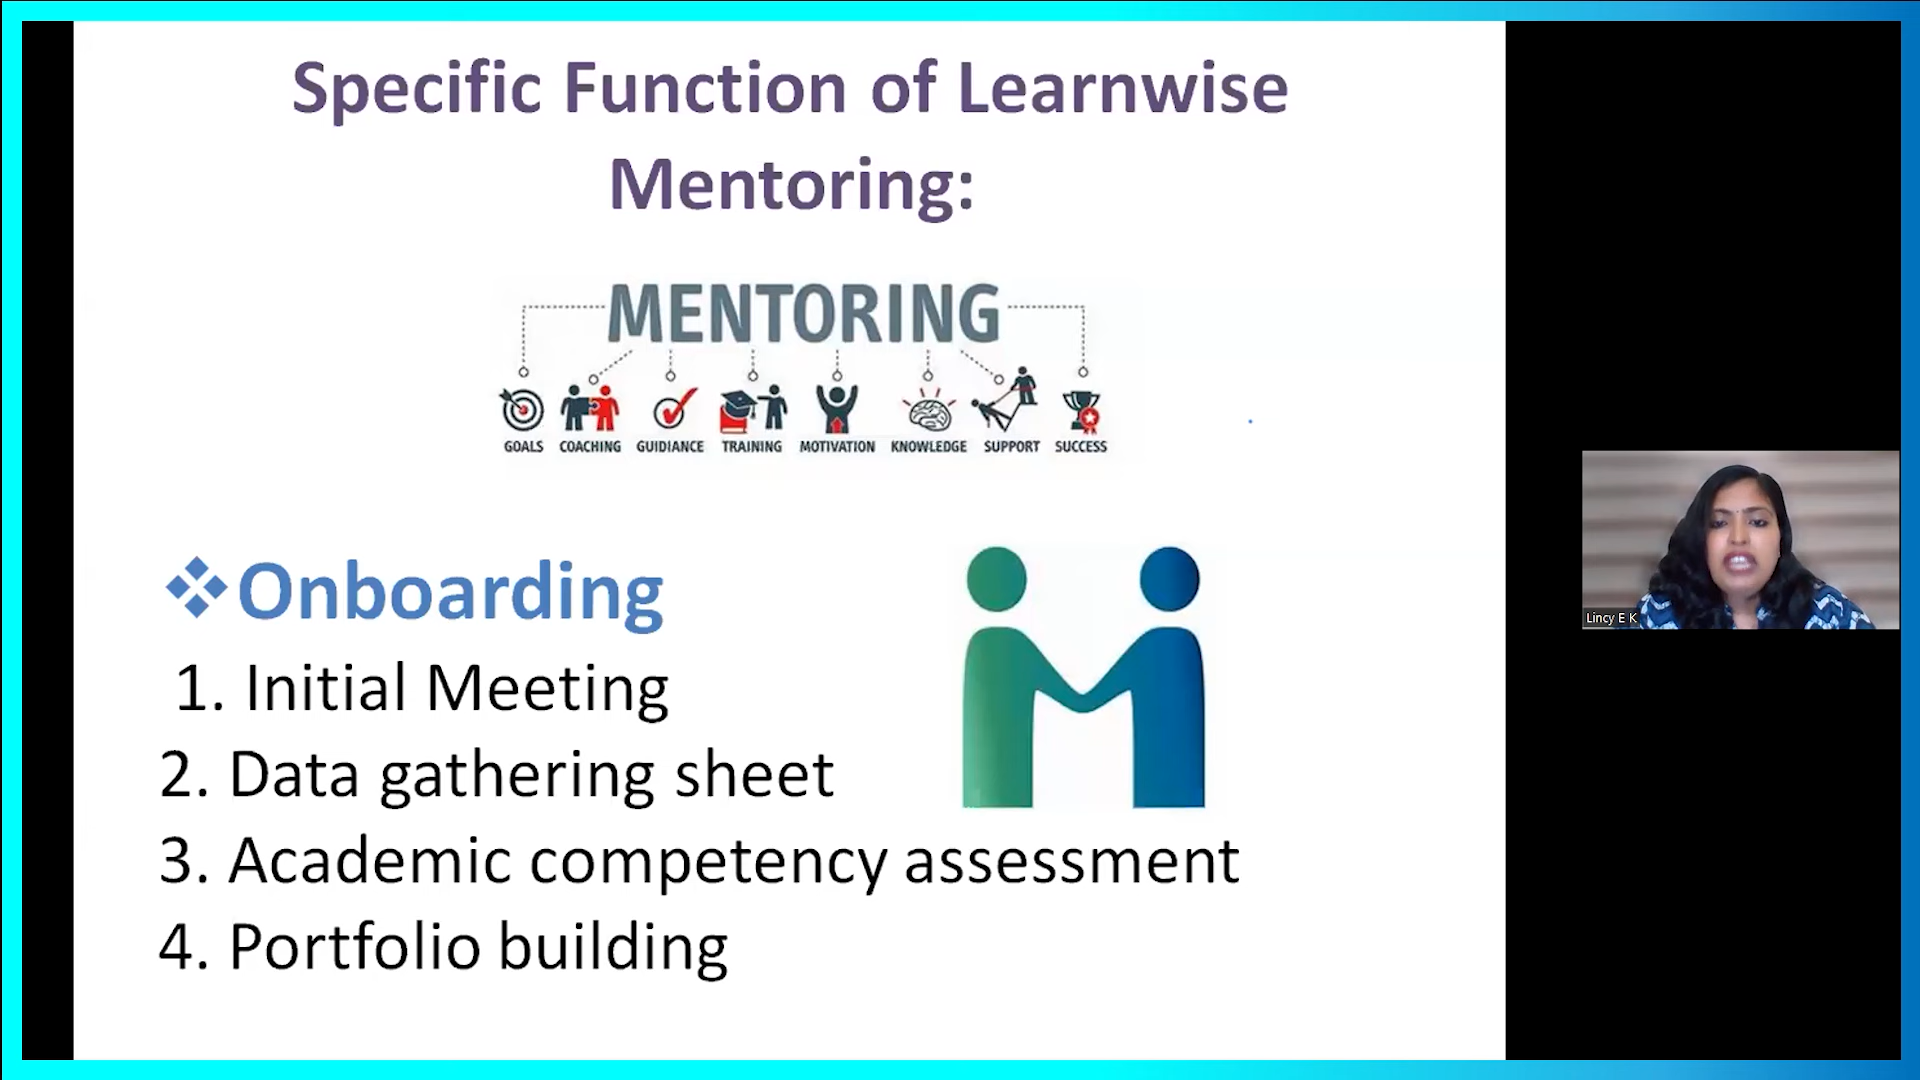 Specific Function of Learnwise
Mentoring:
MENTORING
GOALS COACHING GUIDIANCE TRAINING MOTIVATION KNOWLEDGE SUPPORT SUCCESS
Onboarding
1. Initial Meeting
2. Data gathering sheet
3. Academic competency assessment
4. Portfolio building
Lincy E K